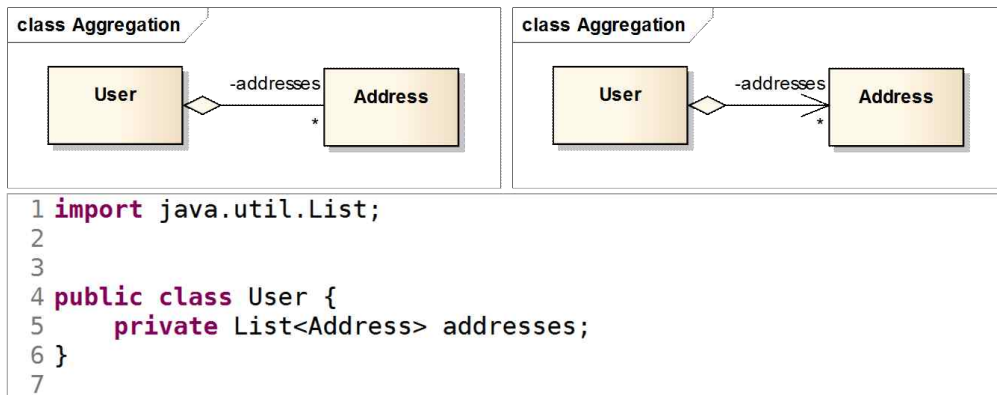 class Aggregation
User
-addresses
*
Address
class Aggregation
User
-addresses
*
Address
1 import java.util.List;
2
3
4 public class User {
5     private List<Address> addresses;
6 }
7